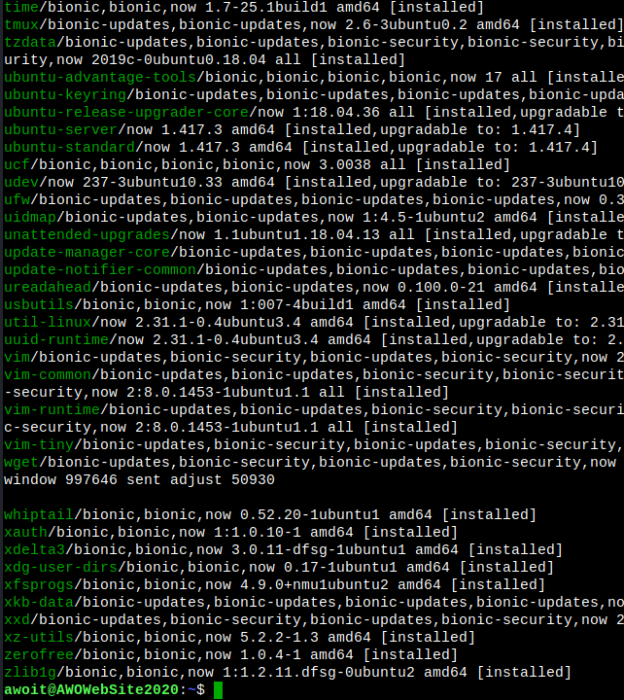 time/bionic,bionic,now 1.7-25.1build1 amd64 [installed]
tmux/bionic-updates,bionic-updates,now 2.6-3ubuntu0.2 amd64 [installed]
tzdata/bionic-updates,bionic-updates,bionic-security,bionic-security,bi
urity,now 2019c-0ubuntu0.18.04 all [installed]
ubuntu-advantage-tools/bionic,bionic,bionic,bionic,now 17 all [installe
ubuntu-keyring/bionic-updates,bionic-updates,bionic-updates,bionic-upda
ubuntu-release-upgrader-core/now 1:18.04.36 all [installed,upgradable t
ubuntu-server/now 1.417.3 amd64 [installed,upgradable to: 1.417.4]
ubuntu-standard/now 1.417.3 amd64 [installed,upgradable to: 1.417.4]
ucf/bionic,bionic,bionic,bionic,now 3.0038 all [installed]
udev/now 237-3ubuntu10.33 amd64 [installed,upgradable to: 237-3ubuntu10
ufw/bionic-updates,bionic-updates,bionic-updates,bionic-updates,now 0.3
uidmap/bionic-updates,bionic-updates,now 1:4.5-1ubuntu2 amd64 [installe
unattended-upgrades/now 1.1ubuntu1.18.04.13 all [installed,upgradable t
update-manager-core/bionic-updates,bionic-updates,bionic-updates,bionic
update-notifier-common/bionic-updates,bionic-updates,bionic-updates,bio
ureadahead/bionic-updates,bionic-updates,now 0.100.0-21 amd64 [installe
usbutils/bionic,bionic,now 1:007-4build1 amd64 [installed]
util-linux/now 2.31.1-0.4ubuntu3.4 amd64 [installed,upgradable to: 2.31
uuid-runtime/now 2.31.1-0.4ubuntu3.4 amd64 [installed,upgradable to: 2.
vim/bionic-updates,bionic-security,bionic-updates,bionic-security,now 2
vim-common/bionic-updates,bionic-updates,bionic-security,bionic-securit
-security,now 2:8.0.1453-1ubuntu1.1 all [installed]
vim-runtime/bionic-updates,bionic-updates,bionic-security,bionic-securi
c-security,now 2:8.0.1453-1ubuntu1.1 all [installed]
vim-tiny/bionic-updates,bionic-security,bionic-updates,bionic-security,
wget/bionic-updates,bionic-security,bionic-updates,bionic-security,now
window 997646 sent adjust 50930
whiptail/bionic,bionic,now 0.52.20-1ubuntu1 amd64 [installed]
xauth/bionic,bionic,now 1:1.0.10-1 amd64 [installed]
xdelta3/bionic,bionic,now 3.0.11-dfsg-1ubuntu1 amd64 [installed]
xdg-user-dirs/bionic,bionic,now 0.17-1ubuntu1 amd64 [installed]
xfsprogs/bionic,bionic,now 4.9.0+nmu1ubuntu2 amd64 [installed]
xkb-data/bionic-updates,bionic-updates,bionic-updates,bionic-updates,no
xxd/bionic-updates,bionic-security,bionic-updates,bionic-security,now 2
xz-utils/bionic,bionic,now 5.2.2-1.3 amd64 [installed]
zerofree/bionic,bionic,now 1.0.4-1 amd64 [installed]
zlib1g/bionic,bionic,now 1:1.2.11.dfsg-0ubuntu2 amd64 [installed]
awoit@AWOWebSite2020:~$